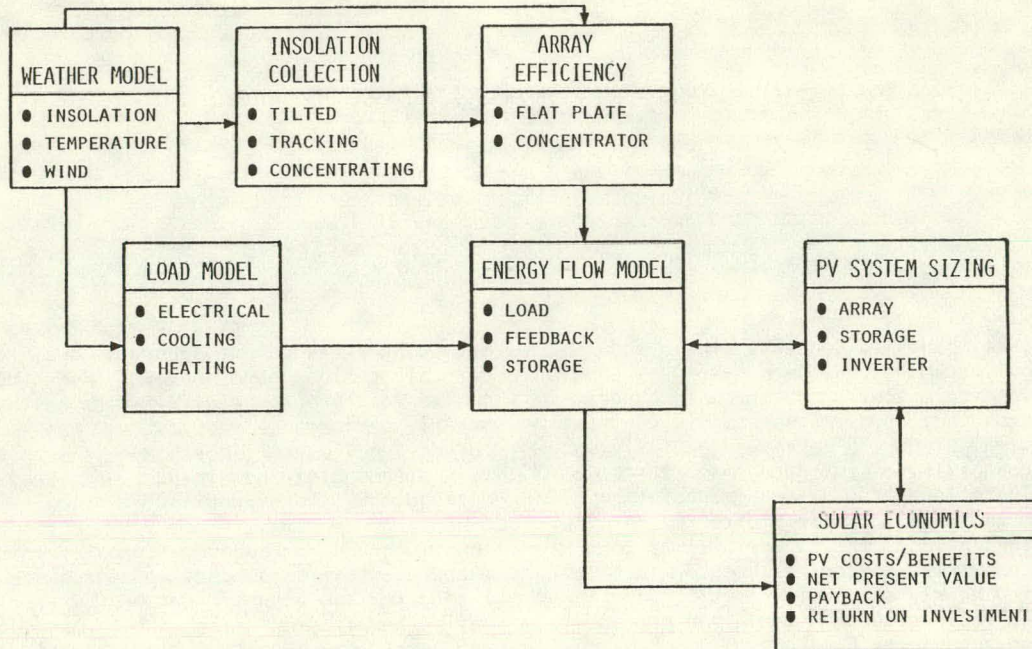 WEATHER MODEL
● INSOLATION
● TEMPERATURE
● WIND
INSOLATION
COLLECTION
● TILTED
● TRACKING
● CONCENTRATING
ARRAY
EFFICIENCY
● FLAT PLATE
● CONCENTRATOR
LOAD MODEL
● ELECTRICAL
● COOLING
● HEATING
ENERGY FLOW MODEL
● LOAD
● FEEDBACK
● STORAGE
PV SYSTEM SIZING
● ARRAY
● STORAGE
● INVERTER
SOLAR ECONOMICS
● PV COSTS/BENEFITS
● NET PRESENT VALUE
● PAYBACK
■ RETURN ON INVESTMENT